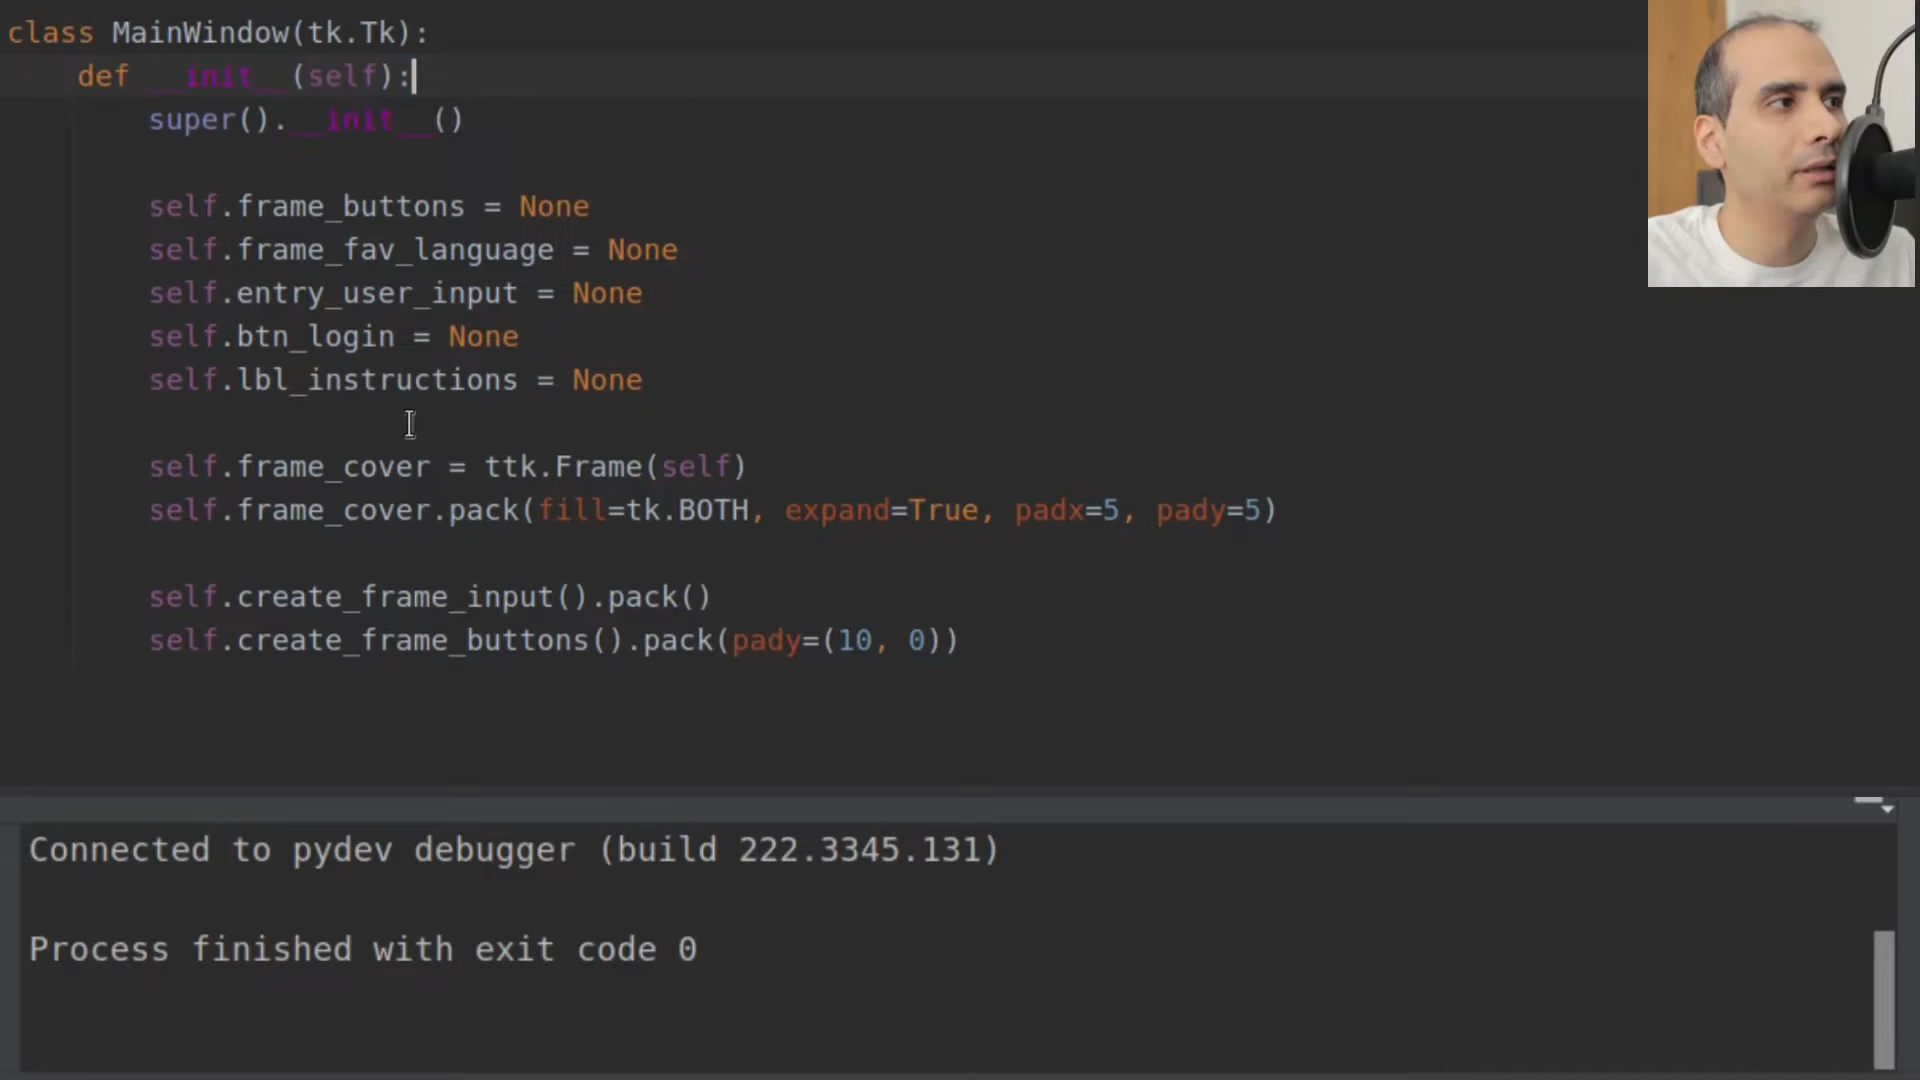 class MainWindow(tk.Tk):
def __init__(self):
super().__init__()
self.frame_buttons = None
self.frame_fav_language = None
self.entry_user_input = None
self.btn_login = None
self.lbl_instructions = None
self.frame_cover = ttk.Frame(self)
self.frame_cover.pack(fill=tk.BOTH, expand=True, padx=5, pady=5)
self.create_frame_input().pack()
self.create_frame_buttons().pack(pady=(10, 0))
Connected to pydev debugger (build 222.3345.131)
Process finished with exit code 0